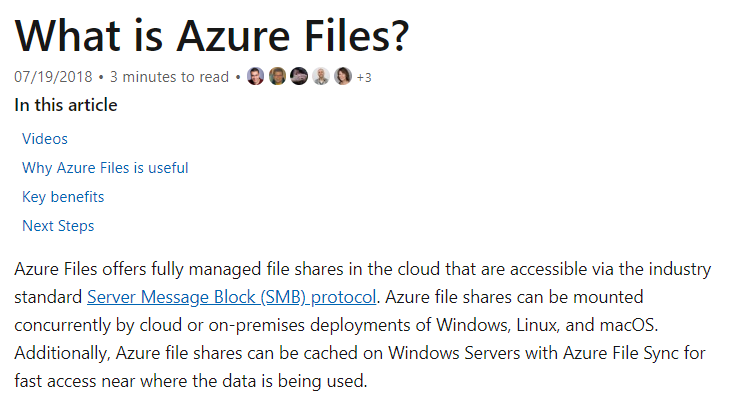 What is Azure Files?
07/19/2018 • 3 minutes to read • +3
In this article
Videos
Why Azure Files is useful
Key benefits
Next Steps
Azure Files offers fully managed file shares in the cloud that are accessible via the industry
standard Server Message Block (SMB) protocol. Azure file shares can be mounted
concurrently by cloud or on-premises deployments of Windows, Linux, and macOS.
Additionally, Azure file shares can be cached on Windows Servers with Azure File Sync for
fast access near where the data is being used.